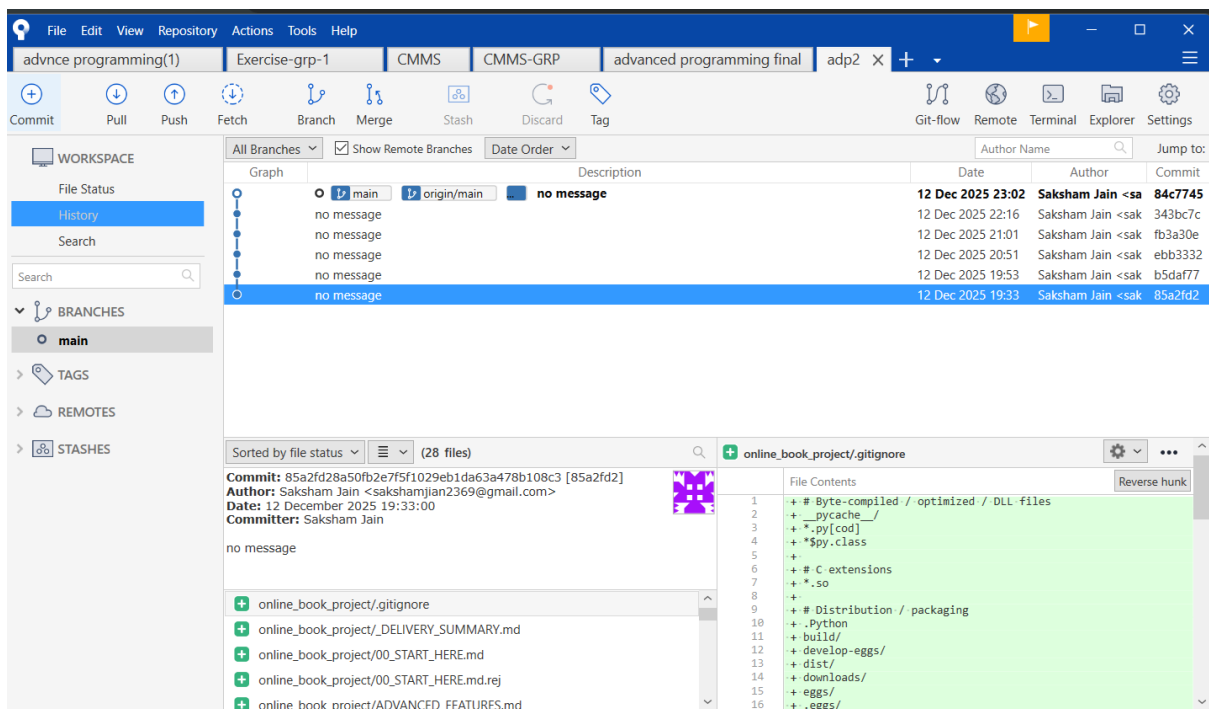 File Edit View Repository Actions Tools Help
advnce programming(1) Exercise-grp-1 CMMS CMMS-GRP advanced programming final adp2
Commit Pull Push Fetch Branch Merge Stash Discard Tag Git-flow Remote Terminal Explorer Settings
WORKSPACE
File Status
History
Search
Search
BRANCHES
main
TAGS
REMOTES
STASHES
All Branches Show Remote Branches Date Order Author Name Jump to:
Graph Description Date Author Commit
main origin/main ... no message 12 Dec 2025 23:02 Saksham Jain <sa 84c7745
no message 12 Dec 2025 22:16 Saksham Jain <sak 343bc7c
no message 12 Dec 2025 21:01 Saksham Jain <sak fb3a30e
no message 12 Dec 2025 20:51 Saksham Jain <sak ebb3332
no message 12 Dec 2025 19:53 Saksham Jain <sak b5daf77
no message 12 Dec 2025 19:33 Saksham Jain <sak 85a2fd2
Sorted by file status (28 files)
Commit: 85a2fd28a50fb2e7f5f1029eb1da63a478b108c3 [85a2fd2]
Author: Saksham Jain <sakshamjian2369@gmail.com>
Date: 12 December 2025 19:33:00
Committer: Saksham Jain
no message
online_book_project/.gitignore
online_book_project/_DELIVERY_SUMMARY.md
online_book_project/00_START_HERE.md
online_book_project/00_START_HERE.md.rej
online_book_project/ADVANCED_FEATURES.md
online_book_project/.gitignore
File Contents Reverse hunk
1 + # Byte-compiled / optimized / DLL files
2 + __pycache__/
3 + *.py[cod]
4 + *$py.class
5 +
6 + # C extensions
7 + *.so
8 +
9 + # Distribution / packaging
10 + .Python
11 + build/
12 + develop-eggs/
13 + dist/
14 + downloads/
15 + eggs/
16 + .eggs/